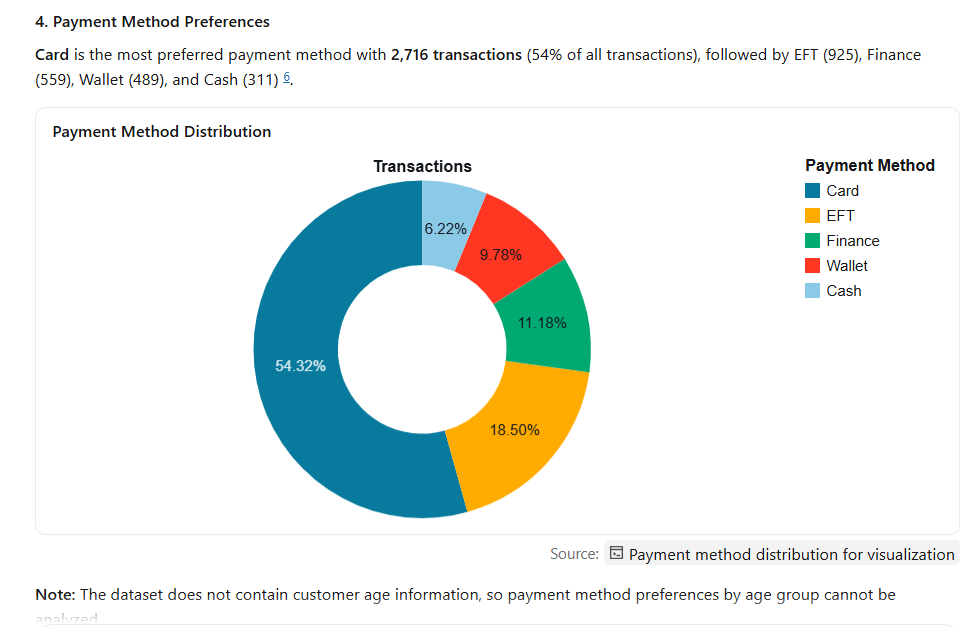 4. Payment Method Preferences
Card is the most preferred payment method with 2,716 transactions (54% of all transactions), followed by EFT (925), Finance
(559), Wallet (489), and Cash (311) 6.
Payment Method Distribution
Transactions
Payment Method
Card
EFT
Finance
Wallet
Cash
6.22%
9.78%
11.18%
54.32%
18.50%
Source: Payment method distribution for visualization
Note: The dataset does not contain customer age information, so payment method preferences by age group cannot be
analyzed